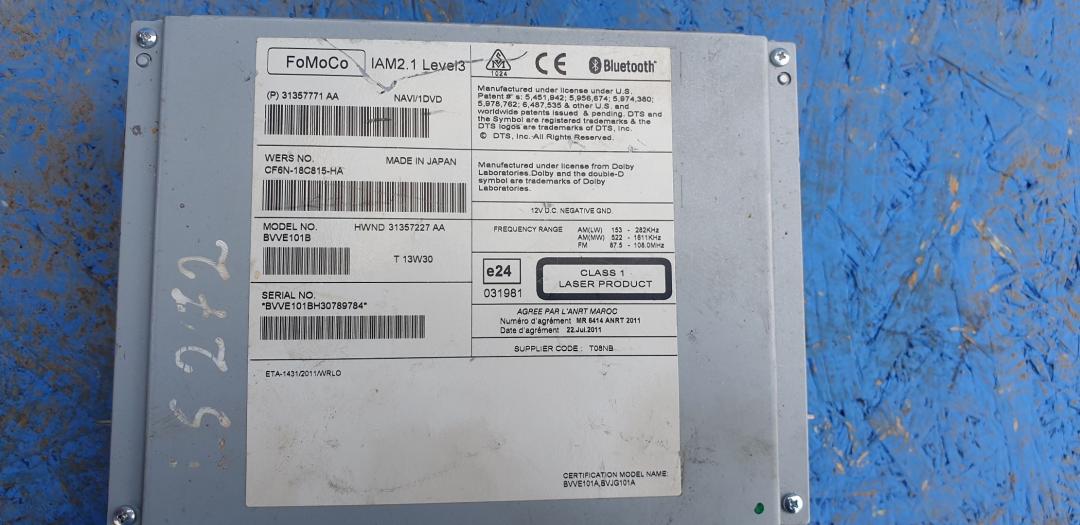 FoMoCo
IAM2.1 Level3
(P) 31357771 AA
NAVI/1DVD
WERS NO.
MADE IN JAPAN
CF6N-18C815-HA
MODEL NO.
HWND 31357227 AA
BVVE101B
T 13W30
SERIAL NO.
*BVVE101BH30789784*
ETA-1431/2011/WRLO
1024
CE
Bluetooth
Manufactured under license under U.S.
Patent #'s: 5,451,942; 5,956,674; 5,974,380;
5,978,762; 6,487,535 & other U.S. and
worldwide patents issued & pending. DTS and
the Symbol are registered trademarks & the
DTS logos are trademarks of DTS, Inc.
© DTS, Inc. All Rights Reserved.
Manufactured under license from Dolby
Laboratories.Dolby and the double-D
symbol are trademarks of Dolby
Laboratories.
12V D.C. NEGATIVE GND.
FREQUENCY RANGE AM(LW) 153 - 282KHz
AM(MW) 522 - 1611KHz
FM 87.5 - 108.0MHz
e24
031981
CLASS 1
LASER PRODUCT
AGREE PAR L'ANRT MAROC
Numéro d'agrément MR 6414 ANRT 2011
Date d'agrément 22.Jul.2011
SUPPLIER CODE : T08NB
CERTIFICATION MODEL NAME:
BVVE101A,BVJG101A
S 272